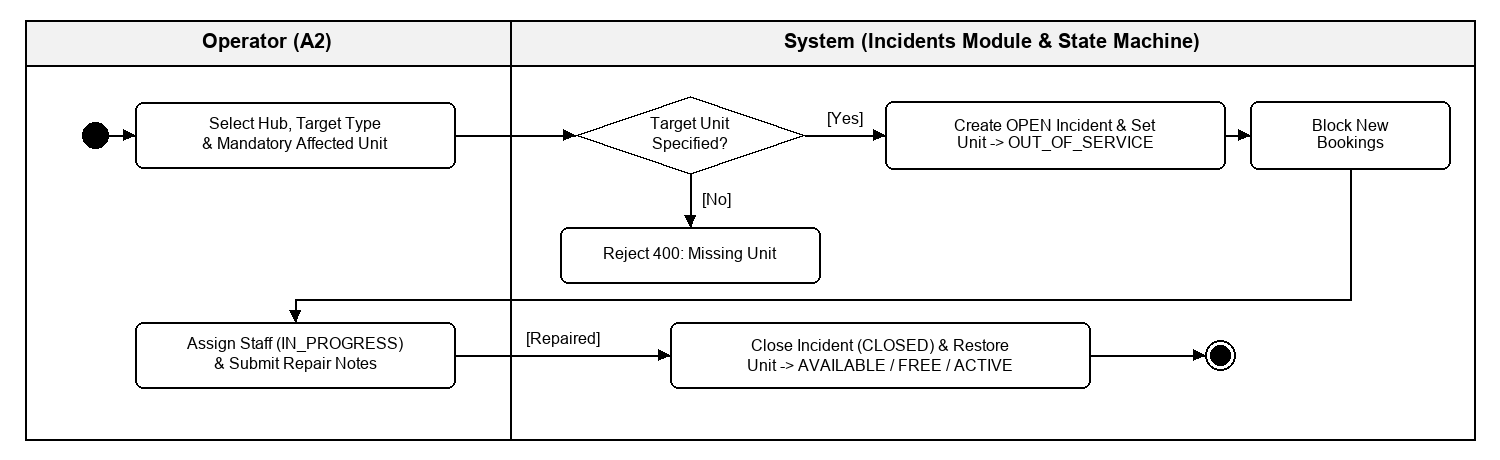 Operator (A2)
System (Incidents Module & State Machine)
Select Hub, Target Type
& Mandatory Affected Unit
Target Unit
Specified?
[Yes]
Create OPEN Incident & Set
Unit -> OUT_OF_SERVICE
Block New
Bookings
[No]
Reject 400: Missing Unit
Assign Staff (IN_PROGRESS)
& Submit Repair Notes
[Repaired]
Close Incident (CLOSED) & Restore
Unit -> AVAILABLE / FREE / ACTIVE